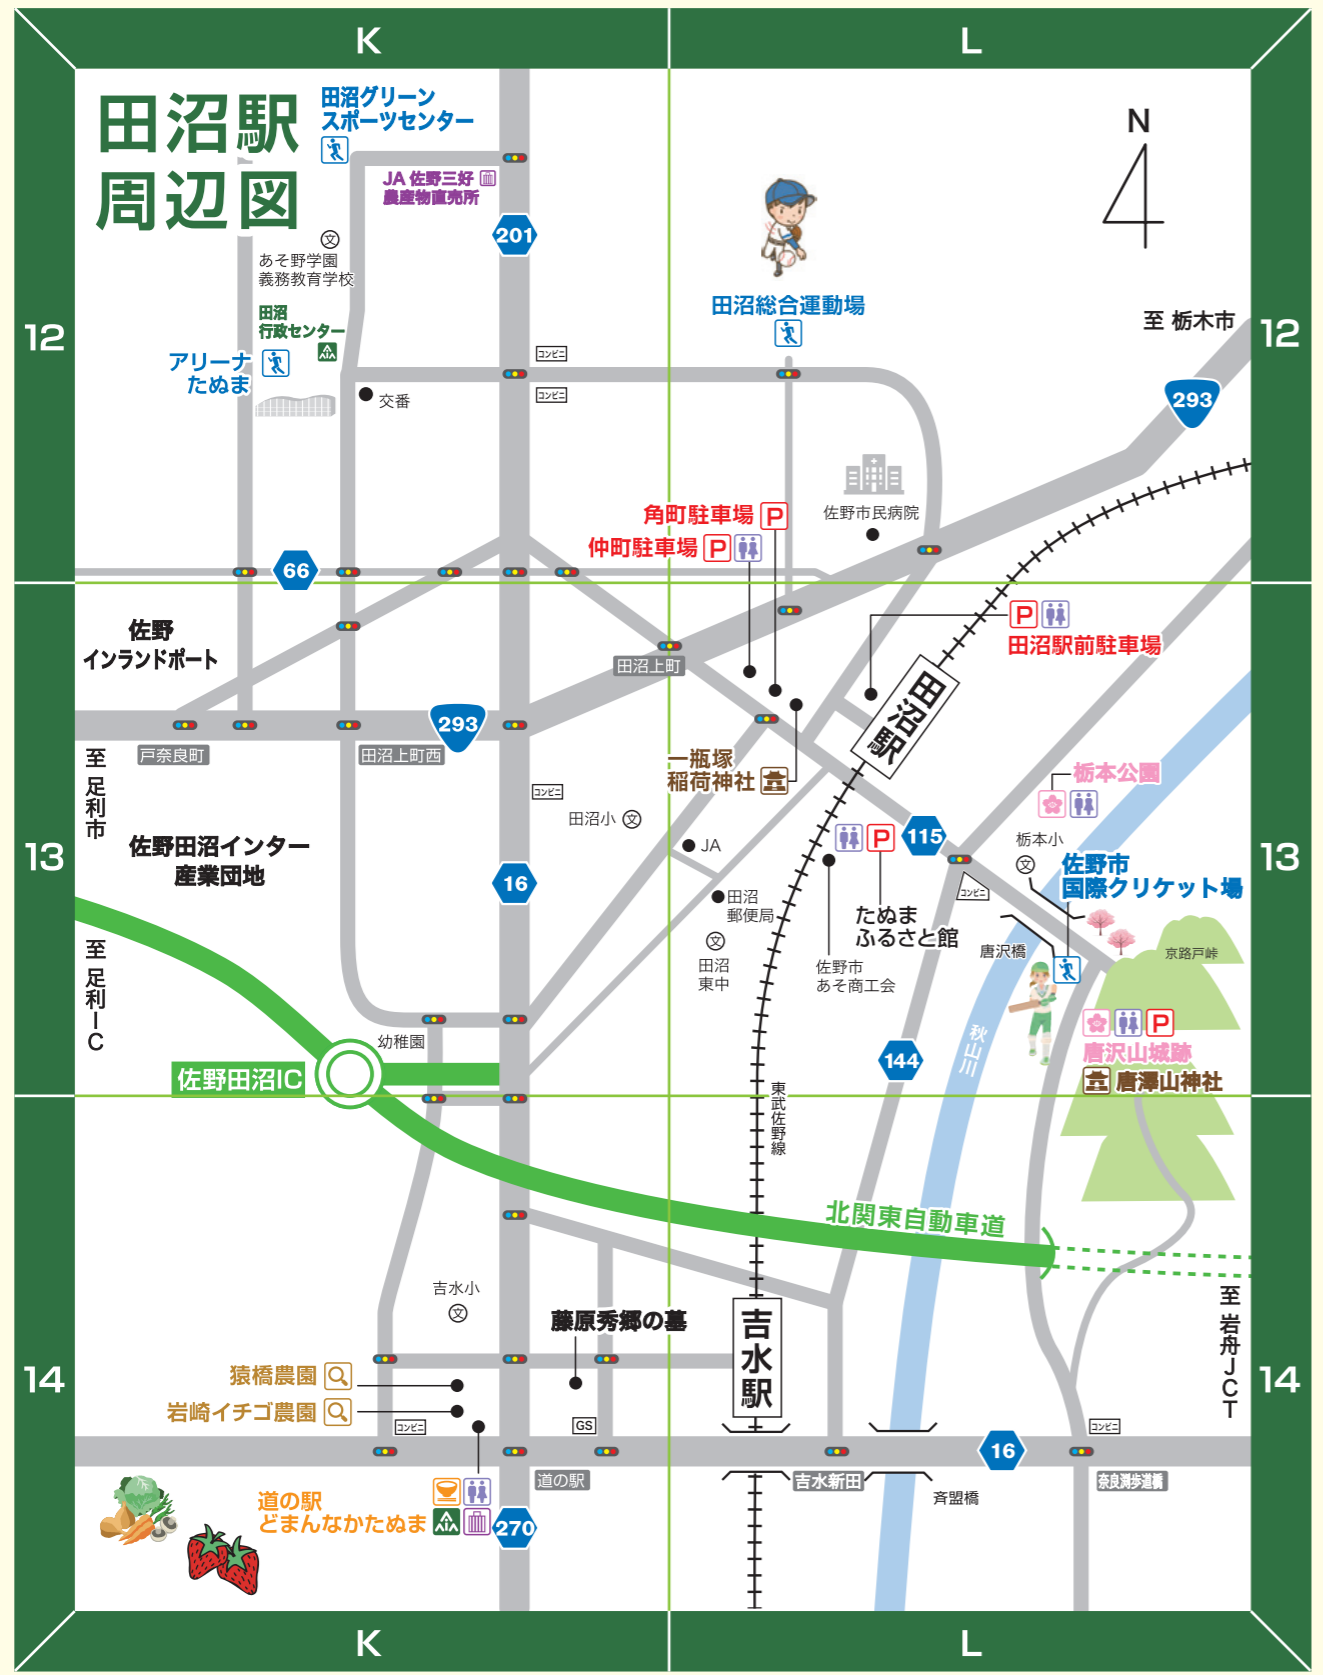 K
L
田沼駅
周辺図
田沼グリーン
スポーツセンター
JA 佐野三好
農産物直売所
201
N
文
あそ野学園
義務教育学校
田沼
行政センター
アリーナ
たぬま
交番
コンビニ
コンビニ
田沼総合運動場
至 栃木市
293
12
12
佐野市民病院
角町駐車場 P
仲町駐車場 P
66
P
田沼駅前駐車場
佐野
インランドポート
田沼上町
田沼駅
293
戸奈良町
田沼上町西
至 足利市
一瓶塚
稲荷神社
栃本公園
コンビニ
田沼小 文
佐野田沼インター
産業団地
JA
P
115
栃本小
文
佐野市
国際クリケット場
13
13
16
コンビニ
田沼
郵便局
文
田沼
東中
たぬま
ふるさと館
佐野市
あそ商工会
唐沢橋
京路戸峠
至 足利IC
幼稚園
佐野田沼IC
144
秋山川
P
唐沢山城跡
唐澤山神社
東武佐野線
北関東自動車道
吉水小
文
藤原秀郷の墓
吉水駅
至 岩舟JCT
14
14
猿橋農園
岩崎イチゴ農園
コンビニ
GS
16
コンビニ
道の駅
吉水新田
奈良渕歩道橋
斉盟橋
道の駅
どまんなかたぬま
270
K
L